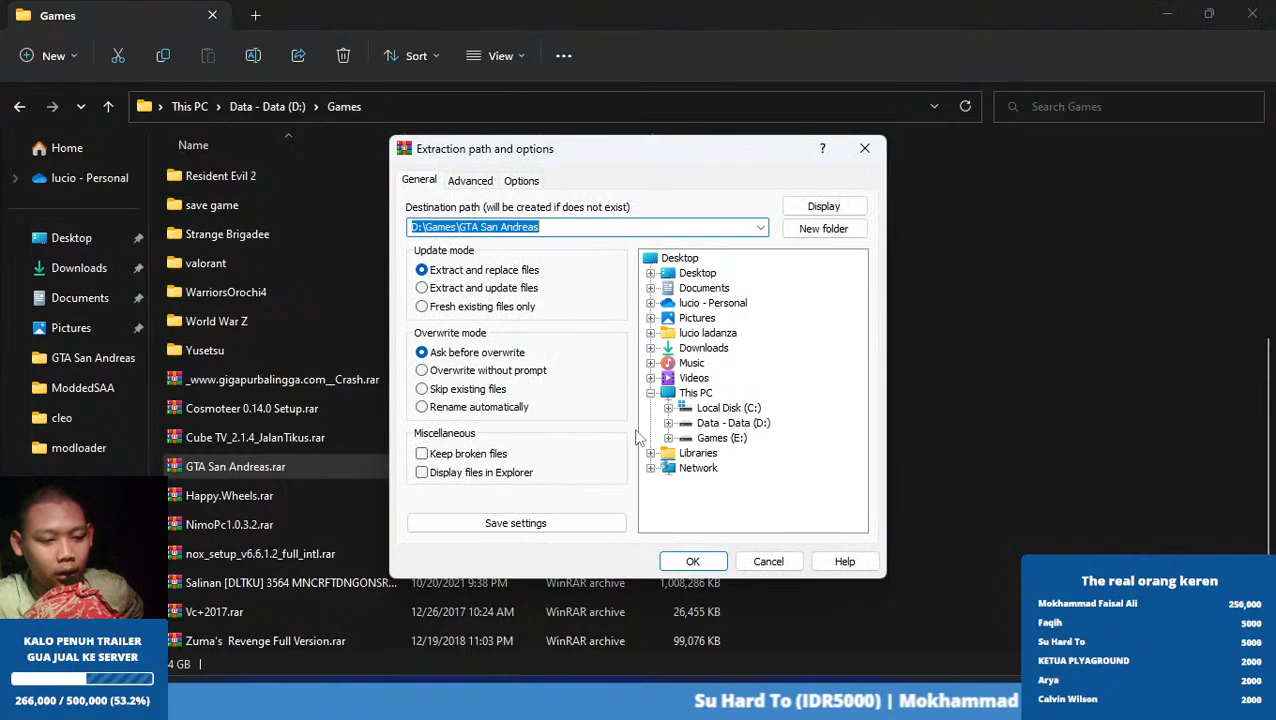 Games
New
Sort
View
This PC > Data - Data (D:) > Games
Search Games
Home
lucio - Personal
Desktop
Downloads
Documents
Pictures
GTA San Andreas
ModdedSAA
cleo
modloader
Name
Resident Evil 2
save game
Strange Brigadee
valorant
WarriorsOrochi4
World War Z
Yusetsu
_www.gigapurbalingga.com__Crash.rar
Cosmoteer 0.14.0 Setup.rar
Cube TV_2.1.4_JalanTikus.rar
GTA San Andreas.rar
Happy.Wheels.rar
NimoPc1.0.3.2.rar
nox_setup_v6.6.1.2_full_intl.rar
Salinan [DLTKU] 3564 MNCRFTDNGONSR... 10/20/2021 9:38 PM WinRAR archive 1,008,286 KB
Vc+2017.rar 12/26/2017 10:24 AM WinRAR archive 26,455 KB
Zuma's Revenge Full Version.rar 12/19/2018 11:03 PM WinRAR archive 99,076 KB
4 GB
Extraction path and options
?
General
Advanced
Options
Destination path (will be created if does not exist)
D:\Games\GTA San Andreas
Display
New folder
Update mode
Extract and replace files
Extract and update files
Fresh existing files only
Overwrite mode
Ask before overwrite
Overwrite without prompt
Skip existing files
Rename automatically
Miscellaneous
Keep broken files
Display files in Explorer
Save settings
Desktop
Desktop
Documents
lucio - Personal
Pictures
lucio ladanza
Downloads
Music
Videos
This PC
Local Disk (C:)
Data - Data (D:)
Games (E:)
Libraries
Network
OK
Cancel
Help
KALO PENUH TRAILER
GUA JUAL KE SERVER
266,000 / 500,000 (53.2%)
The real orang keren
Mokhammad Faisal Ali 250,000
Faqih 5000
Su Hard To 5000
KETUA PLYAGROUND 2000
Arya 2000
Calvin Wilson 2000
Su Hard To (IDR5000) | Mokhammad